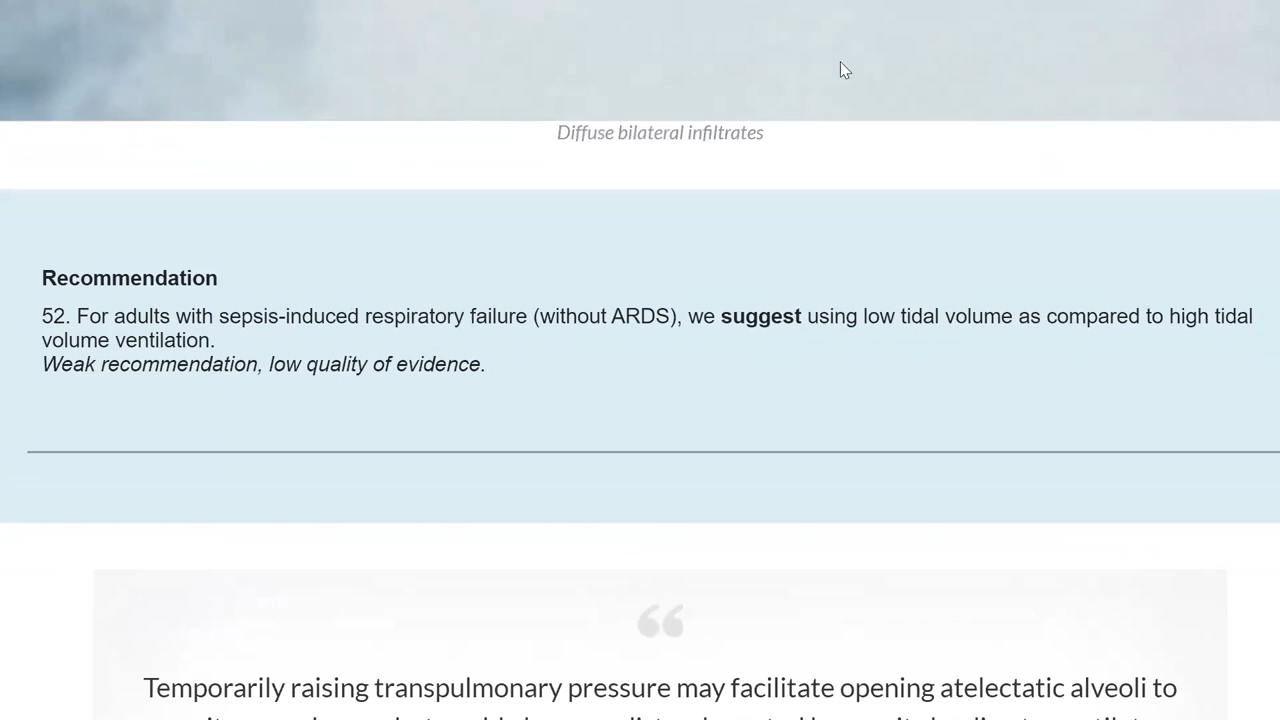 Diffuse bilateral infiltrates
Recommendation
52. For adults with sepsis-induced respiratory failure (without ARDS), we suggest using low tidal volume as compared to high tidal
volume ventilation.
Weak recommendation, low quality of evidence.
“
Temporarily raising transpulmonary pressure may facilitate opening atelectatic alveoli to